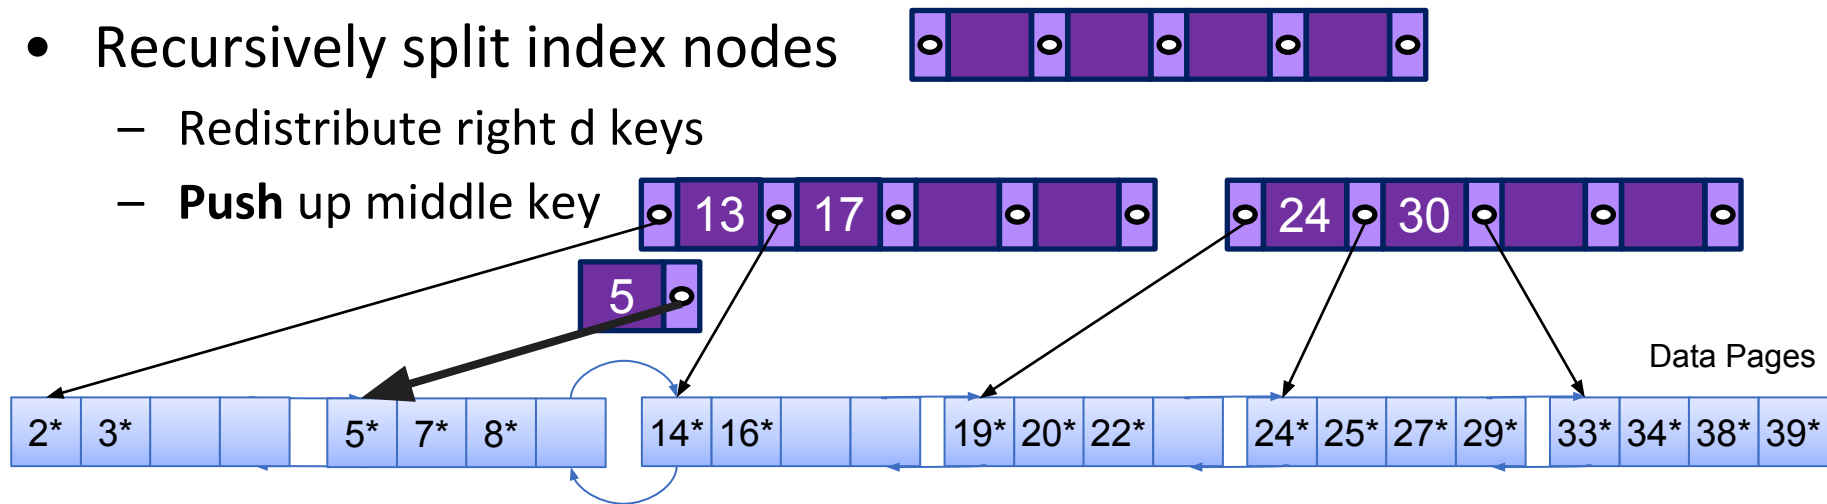 • Recursively split index nodes
– Redistribute right d keys
– Push up middle key
13 17
24 30
5
Data Pages
2* 3*
5* 7* 8*
14* 16*
19* 20* 22*
24* 25* 27* 29*
33* 34* 38* 39*